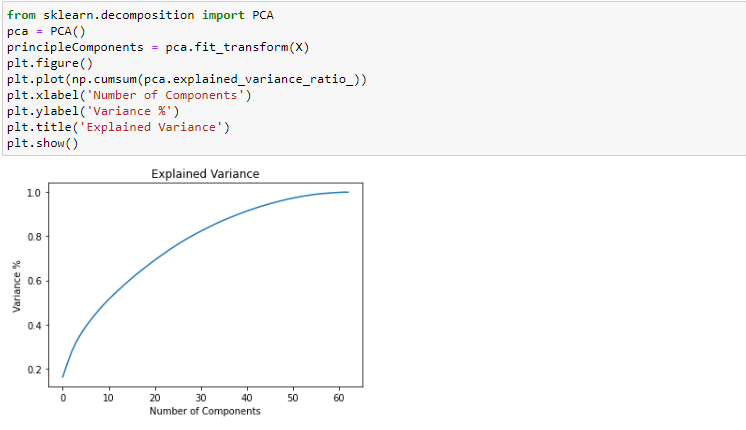 from sklearn.decomposition import PCA
pca = PCA()
principleComponents = pca.fit_transform(X)
plt.figure()
plt.plot(np.cumsum(pca.explained_variance_ratio_))
plt.xlabel('Number of Components')
plt.ylabel('Variance %')
plt.title('Explained Variance')
plt.show()
Explained Variance
1.0
0.8
0.6
0.4
0.2
Variance %
0 10 20 30 40 50 60
Number of Components